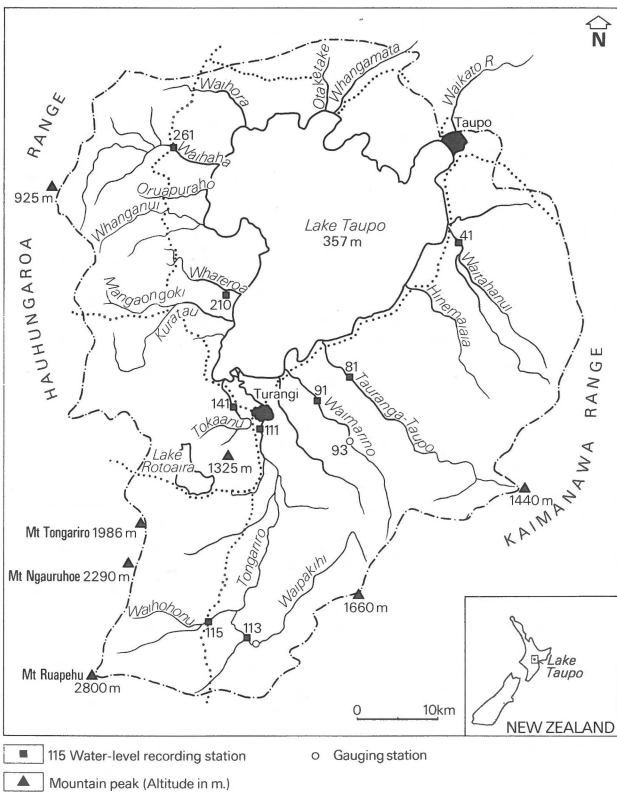 N
Otaketake
Whangamata
Waikato R
Waihora
Taupo
261
Waihaha
RANGE
925 m
Oruapuraho
Whanganui
Lake Taupo
357 m
41
Waitahanui
HAUHUNGAROA
Whareroa
210
Mangaongoki
Kuratau
Hinemaiaia
81
Tauranga-Taupo
91
Waimarino
93
141
Turangi
Tokaanu
111
KAIMANAWA RANGE
Lake
Rotoaira
1325 m
1440 m
Mt Tongariro 1986 m
Mt Ngauruhoe 2290 m
Tongariro
Waipakihi
1660 m
Waihohonu
115
113
Mt Ruapehu
2800 m
0 10km
Lake
Taupo
NEW ZEALAND
115 Water-level recording station
Gauging station
Mountain peak (Altitude in m.)